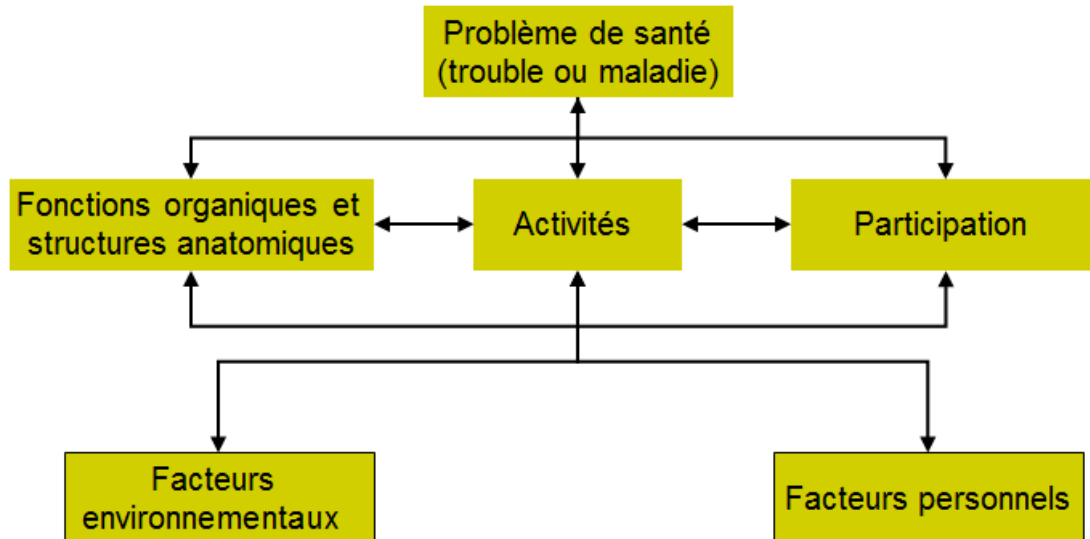 Problème de santé
(trouble ou maladie)
Fonctions organiques et
structures anatomiques
Activités
Participation
Facteurs
environnementaux
Facteurs personnels